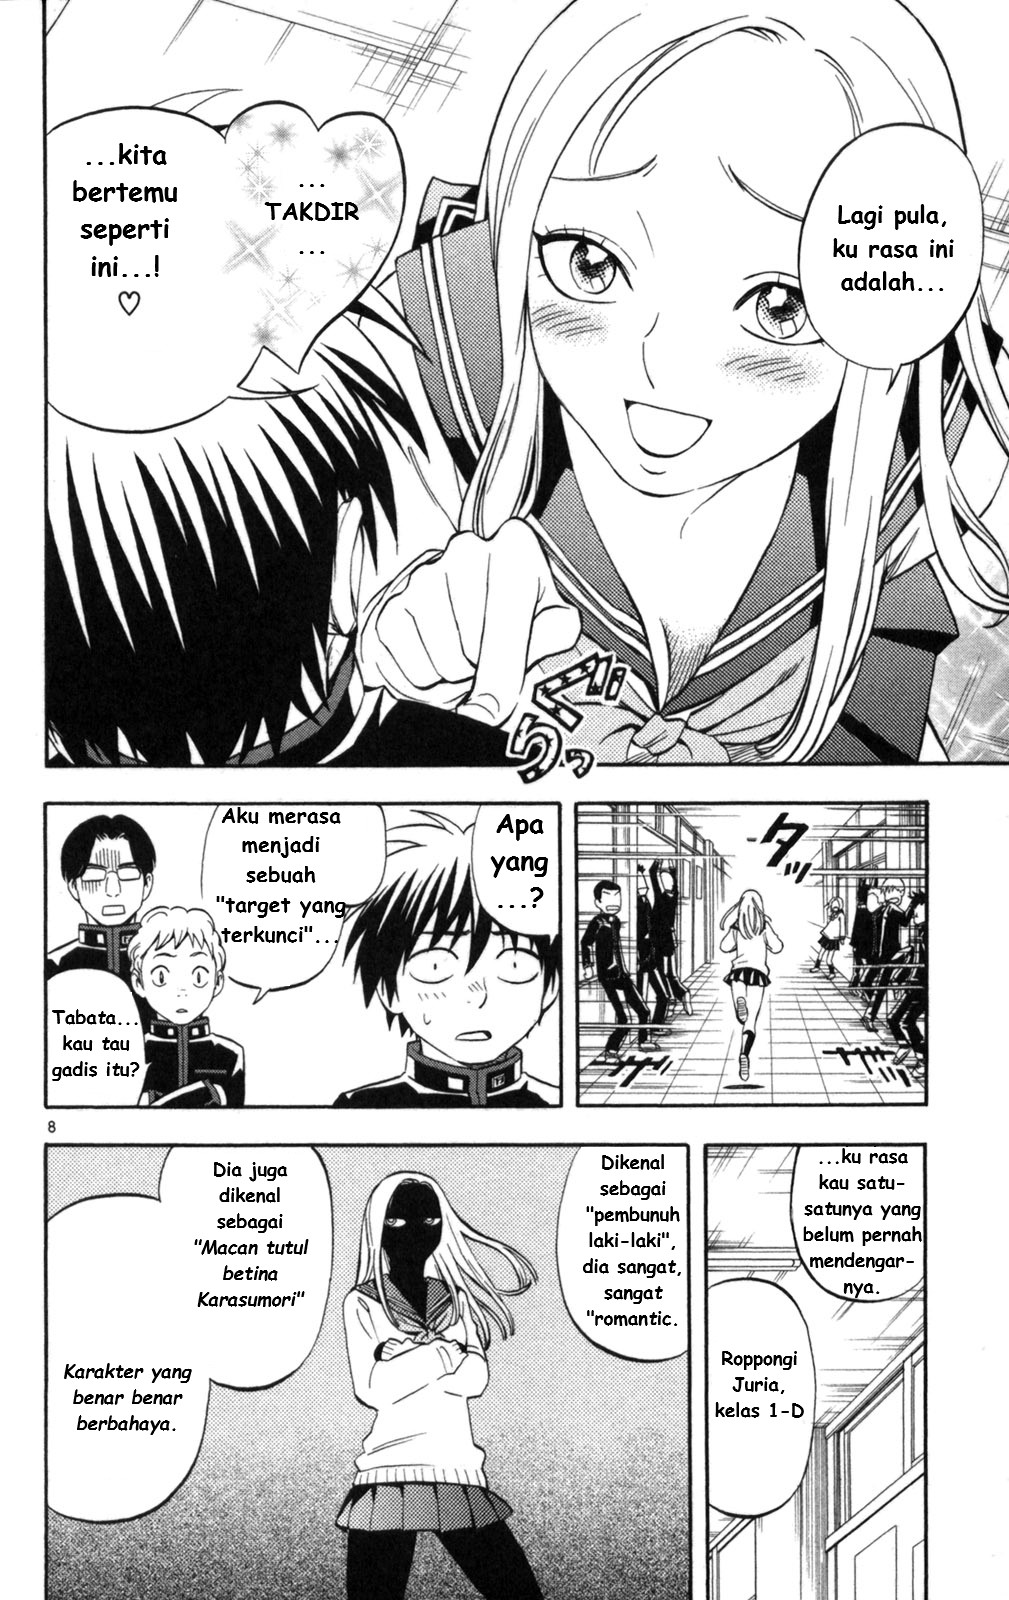 Lagi pula,
ku rasa ini
adalah...
...
TAKDIR
...
...kita
bertemu
seperti
ini...!
♡
タッ
Apa
yang
...?
Aku merasa
menjadi
sebuah
"target yang
terkunci"...
Tabata...
kau tau
gadis itu?
8
...ku rasa
kau satu-
satunya yang
belum pernah
mendengar-
nya.
Roppongi
Juria,
kelas 1-D
Dikenal
sebagai
"pembunuh
laki-laki",
dia sangat,
sangat
"romantic.
Dia juga
dikenal
sebagai
"Macan tutul
betina
Karasumori"
Karakter yang
benar benar
berbahaya.